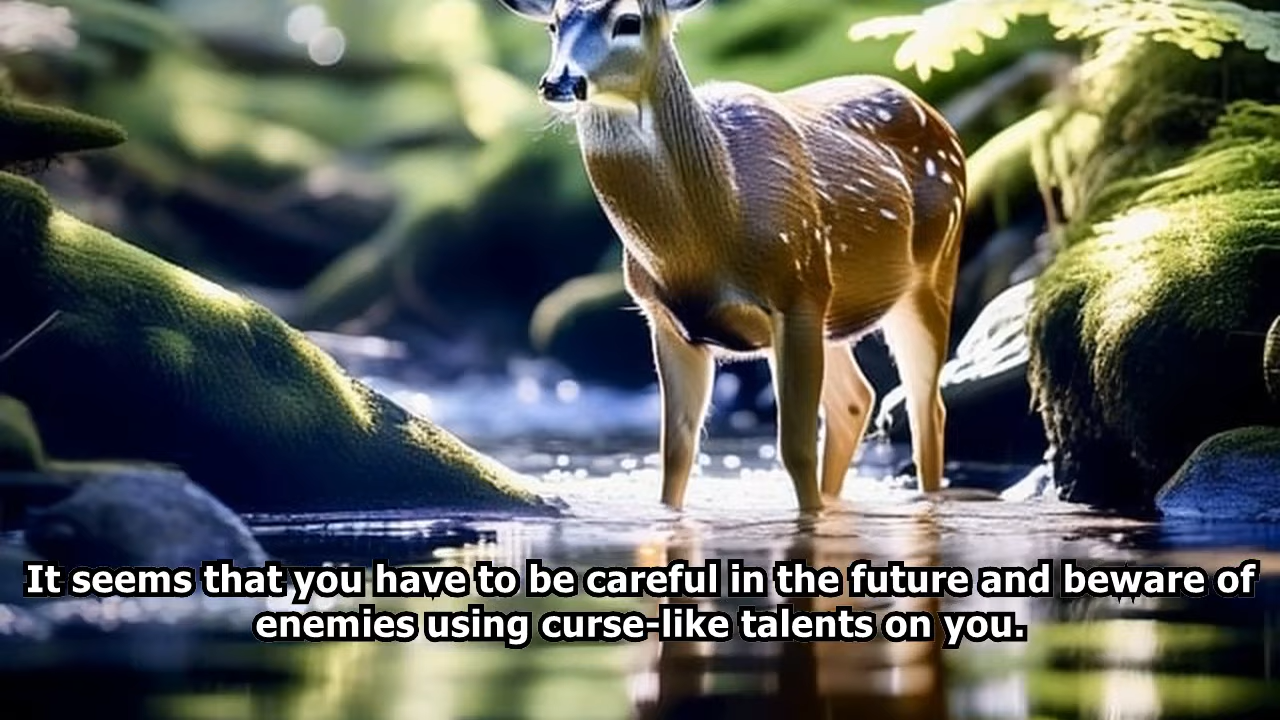 It seems that you have to be careful in the future and beware of
enemies using curse-like talents on you.